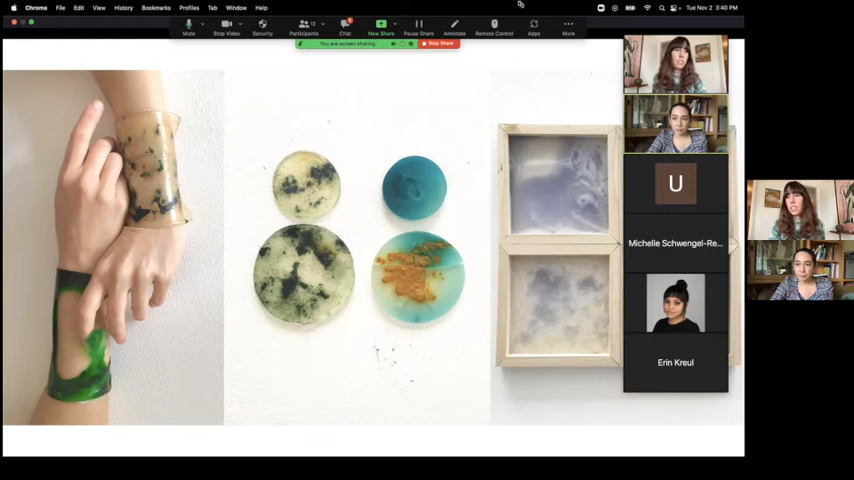 Chrome File Edit View History Bookmarks Profiles Tab Window Help Tue Nov 2 3:40 PM
Mute Stop Video Security Participants 12 Chat New Share Pause Share Annotate Remote Control Apps More
You are screen sharing Stop Share
U
Michelle Schwengel-Re...
Erin Kreul